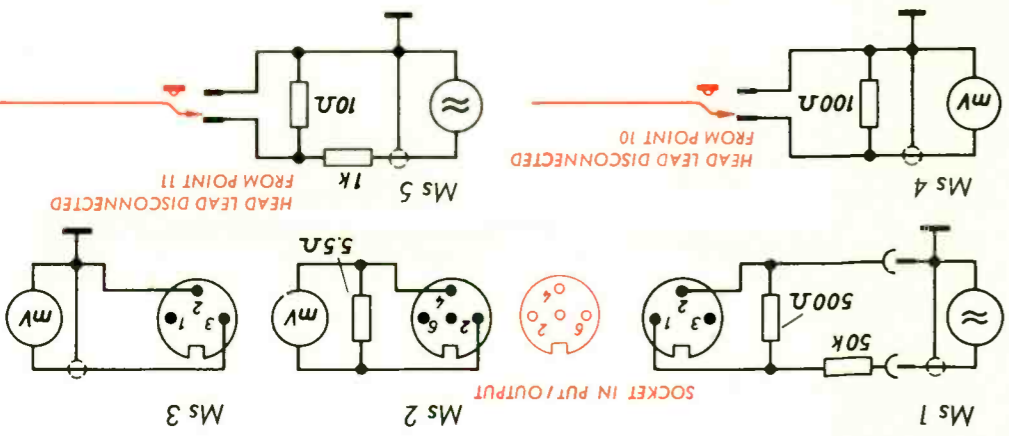 Ms 1
50k
500Ω
3 1
2
SOCKET IN PUT / OUTPUT
6 2
4
Ms 2
2 6
4
5.5Ω
mV
Ms 3
3 1
2
mV
Ms 4
mV
100Ω
HEAD LEAD DISCONNECTED
FROM POINT 10
Ms 5
1k
10Ω
HEAD LEAD DISCONNECTED
FROM POINT 11